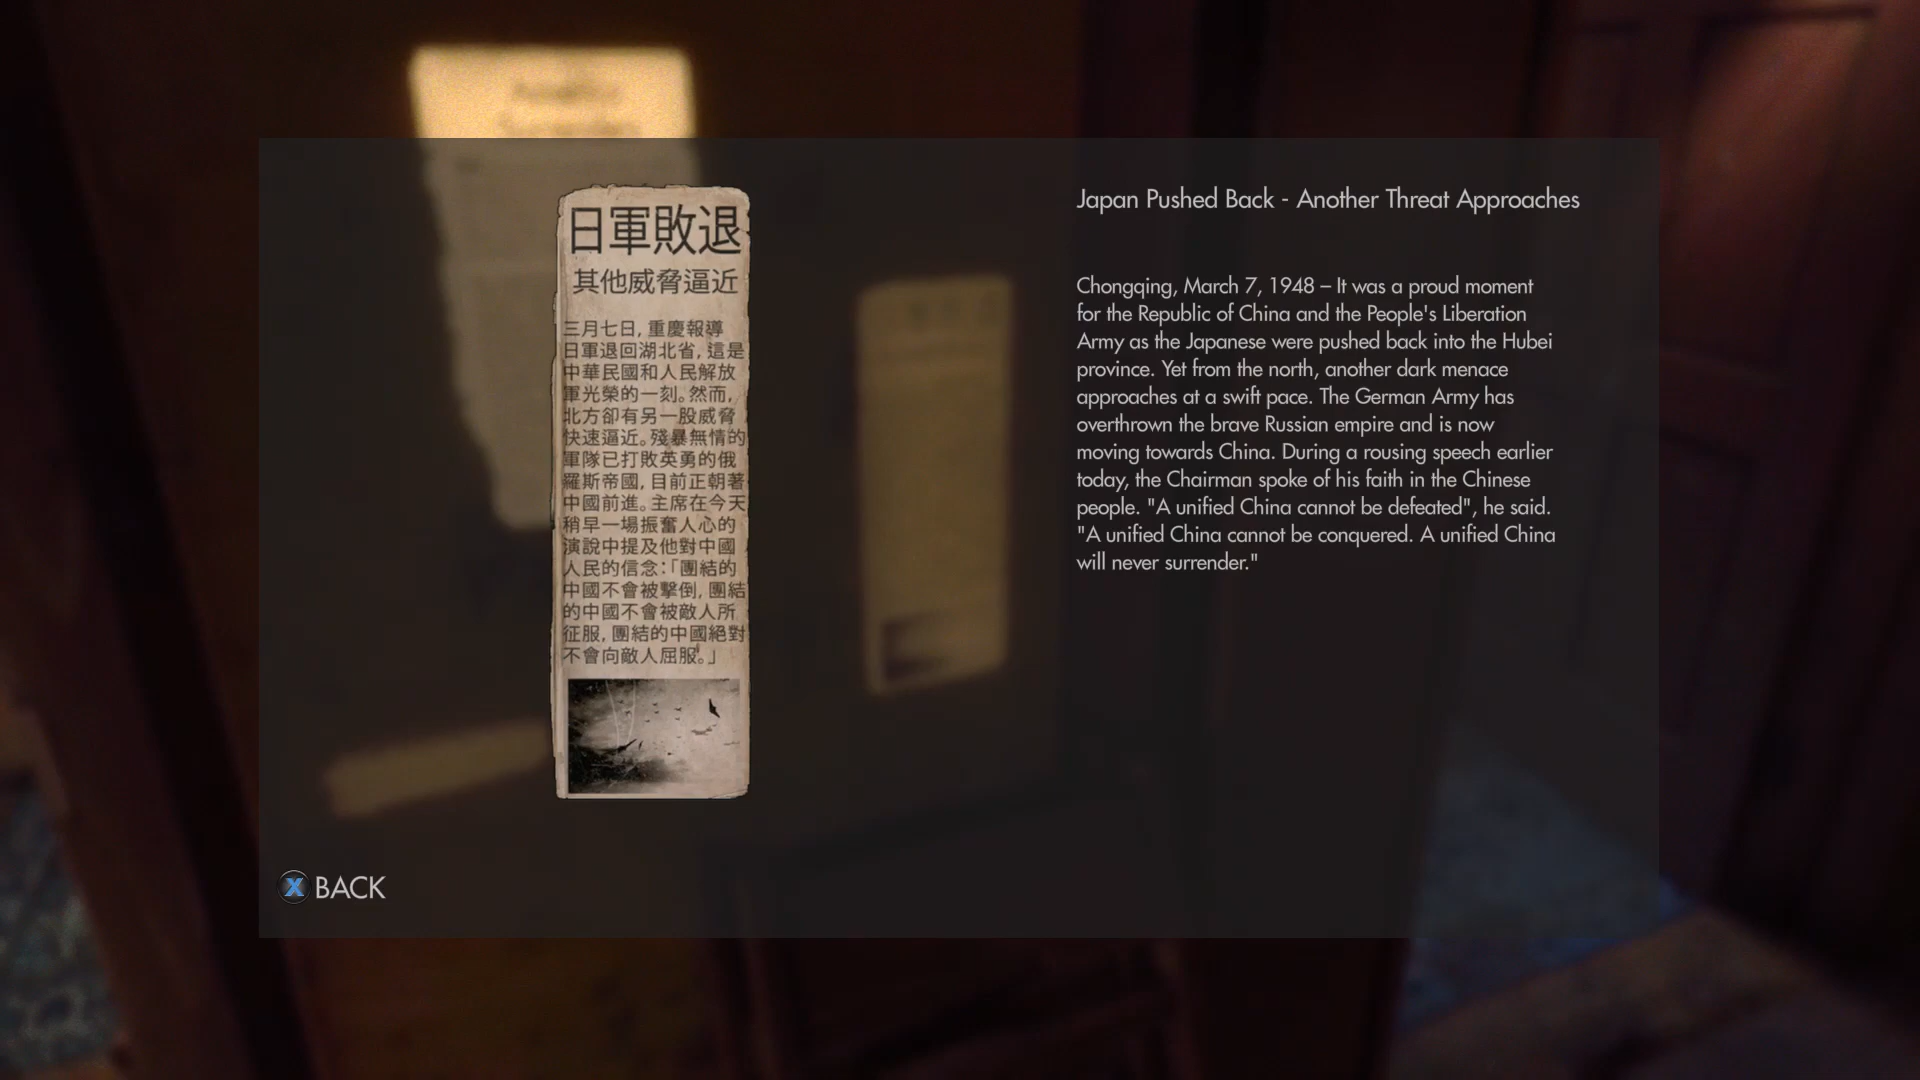 日軍敗退
其他威脅逼近
三月七日, 重慶報導
日軍退回湖北省, 這是
中華民國和人民解放
軍光榮的一刻。然而,
北方卻有另一股威脅
快速逼近。殘暴無情的
軍隊已打敗英勇的俄
羅斯帝國, 目前正朝著
中國前進。主席在今天
稍早一場振奮人心的
演說中提及他對中國
人民的信念:「團結的
中國不會被擊倒, 團結
的中國不會被敵人所
征服, 團結的中國絕對
不會向敵人屈服。」
Japan Pushed Back - Another Threat Approaches
Chongqing, March 7, 1948 – It was a proud moment
for the Republic of China and the People's Liberation
Army as the Japanese were pushed back into the Hubei
province. Yet from the north, another dark menace
approaches at a swift pace. The German Army has
overthrown the brave Russian empire and is now
moving towards China. During a rousing speech earlier
today, the Chairman spoke of his faith in the Chinese
people. "A unified China cannot be defeated", he said.
"A unified China cannot be conquered. A unified China
will never surrender."
X BACK